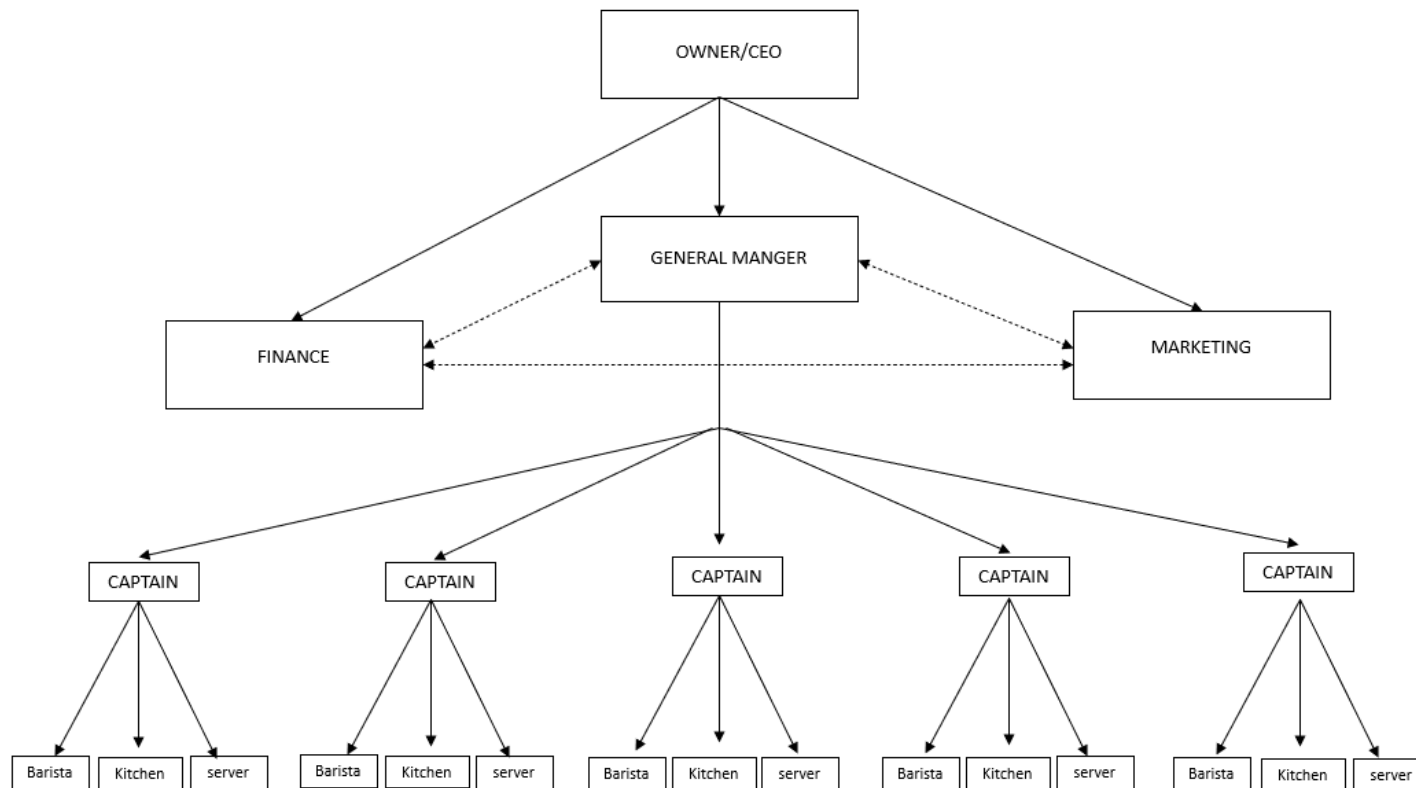 OWNER/CEO
GENERAL MANGER
FINANCE
MARKETING
CAPTAIN
CAPTAIN
CAPTAIN
CAPTAIN
CAPTAIN
Barista
Kitchen
server
Barista
Kitchen
server
Barista
Kitchen
server
Barista
Kitchen
server
Barista
Kitchen
server